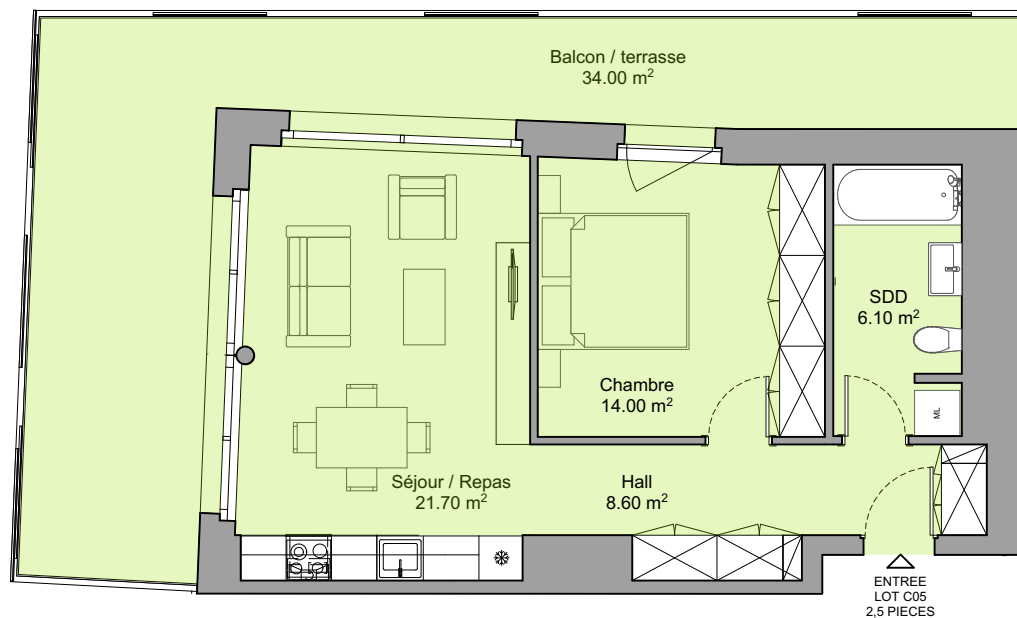 Balcon / terrasse
34.00 m²
SDD
6.10 m²
Chambre
14.00 m²
ML
Séjour / Repas
21.70 m²
Hall
8.60 m²
ENTREE
LOT C05
2,5 PIECES